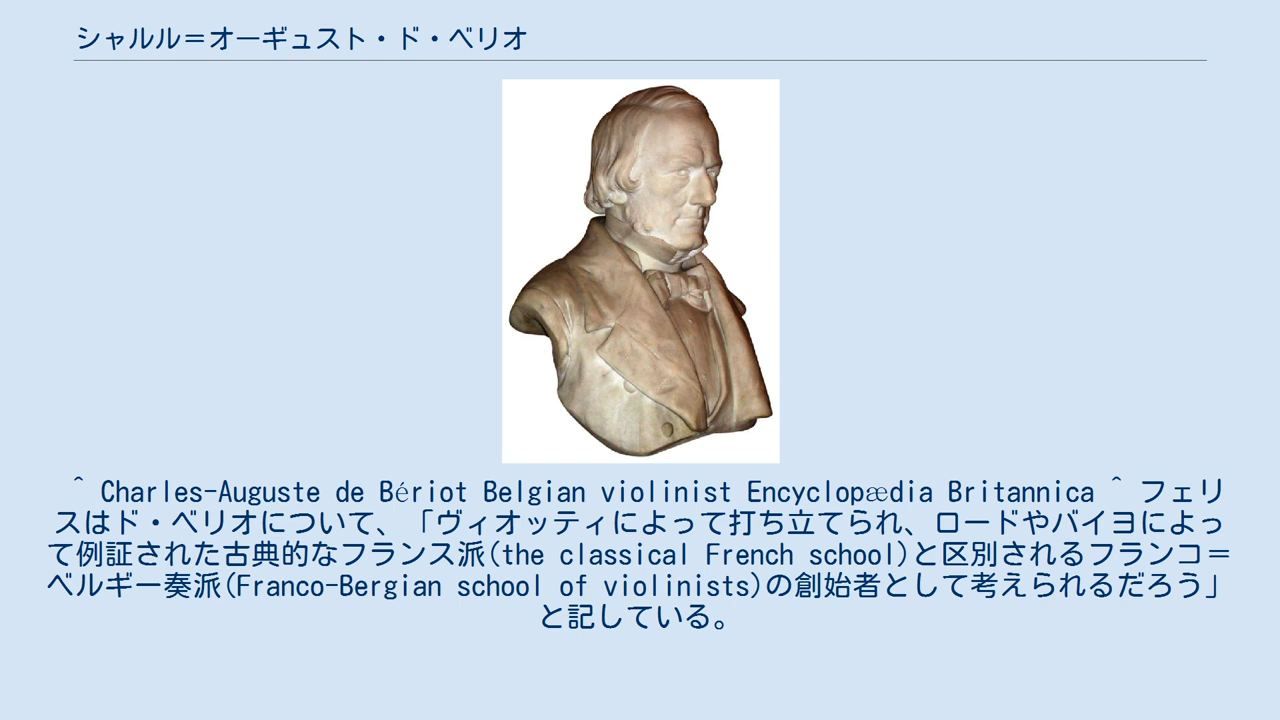 シャルル＝オーギュスト・ド・ベリオ
^ Charles-Auguste de Bériot Belgian violinist Encyclopædia Britannica ^ フェリ
スはド・ベリオについて、「ヴィオッティによって打ち立てられ、ロードやバイヨによっ
て例証された古典的なフランス派(the classical French school)と区別されるフランコ＝
ベルギー奏派(Franco-Bergian school of violinists)の創始者として考えられるだろう」
と記している。